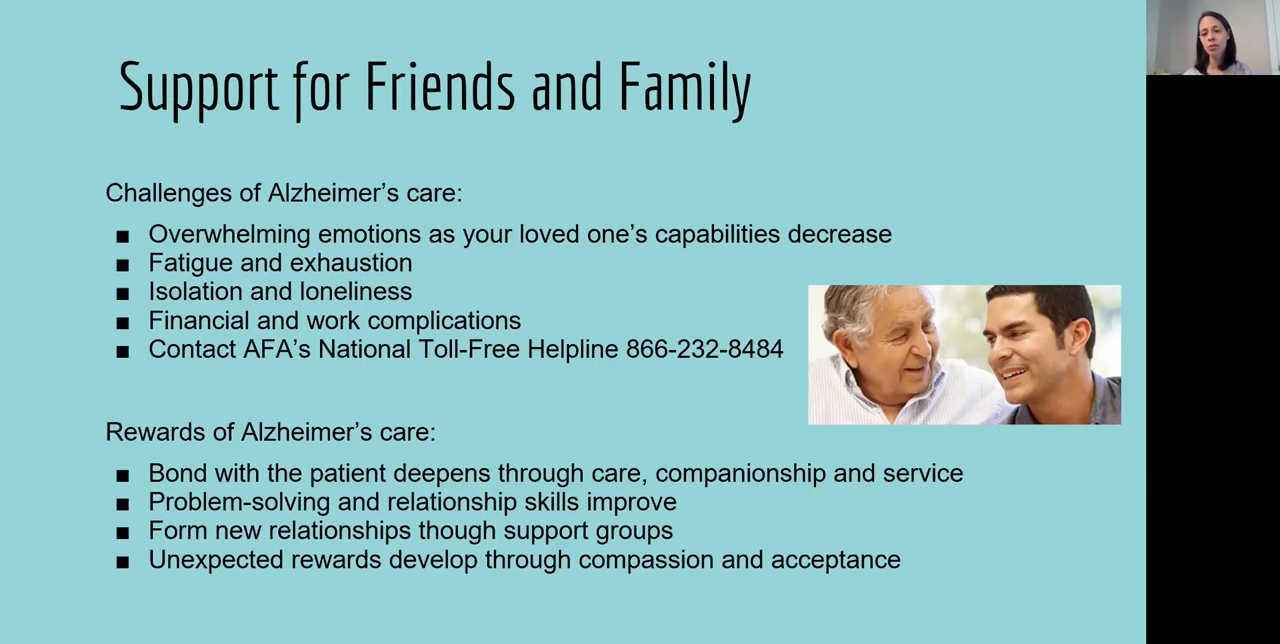 Support for Friends and Family
Challenges of Alzheimer’s care:
■ Overwhelming emotions as your loved one’s capabilities decrease
■ Fatigue and exhaustion
■ Isolation and loneliness
■ Financial and work complications
■ Contact AFA’s National Toll-Free Helpline 866-232-8484
Rewards of Alzheimer’s care:
■ Bond with the patient deepens through care, companionship and service
■ Problem-solving and relationship skills improve
■ Form new relationships though support groups
■ Unexpected rewards develop through compassion and acceptance